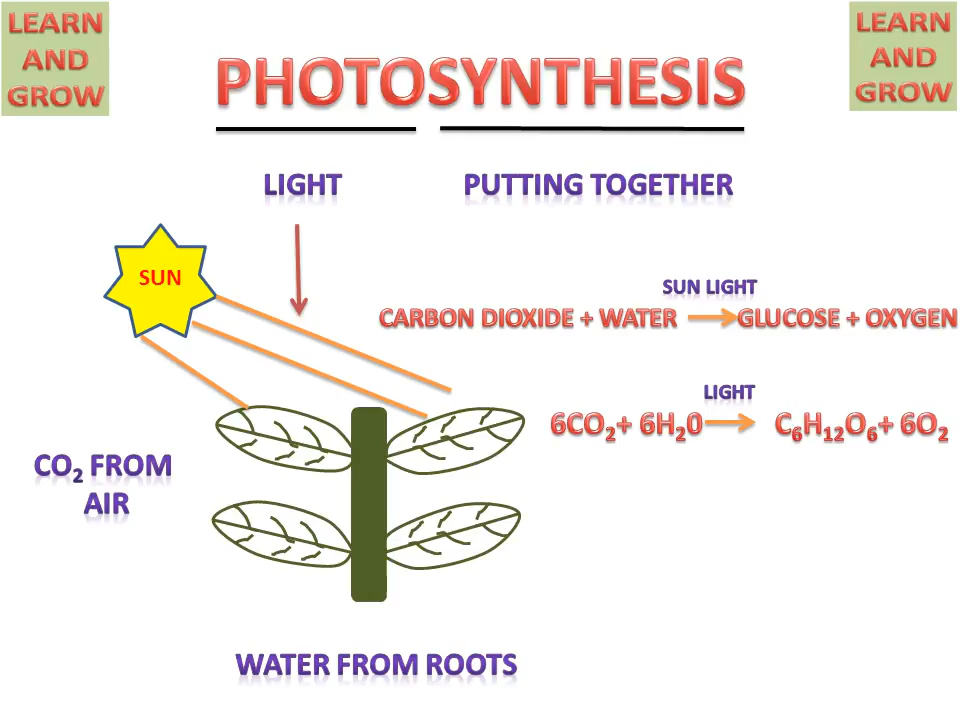 LEARN
AND
GROW
LEARN
AND
GROW
PHOTOSYNTHESIS
LIGHT PUTTING TOGETHER
SUN
SUN LIGHT
CARBON DIOXIDE + WATER → GLUCOSE + OXYGEN
LIGHT
6CO₂+ 6H₂0 → C₆H₁₂O₆+ 6O₂
CO₂ FROM
AIR
WATER FROM ROOTS